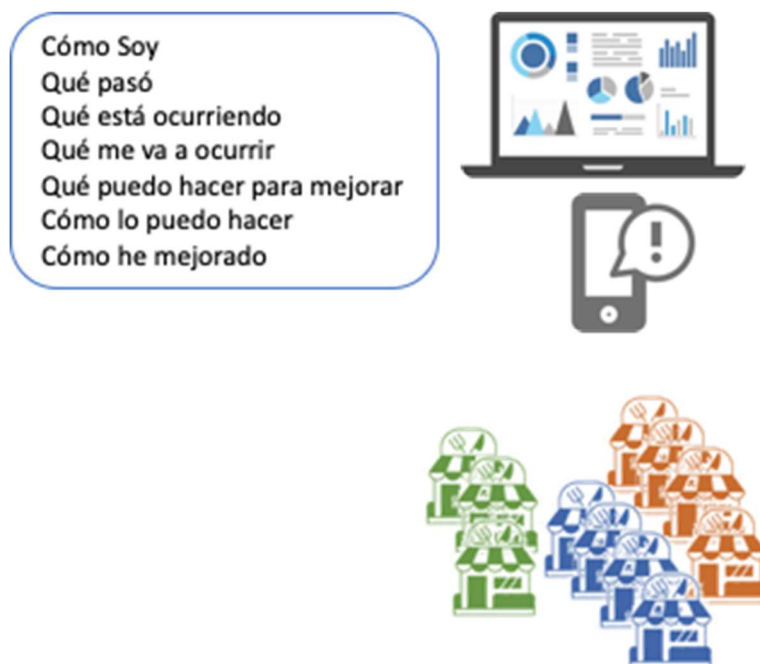 Cómo Soy
Qué pasó
Qué está ocurriendo
Qué me va a ocurrir
Qué puedo hacer para mejorar
Cómo lo puedo hacer
Cómo he mejorado
!